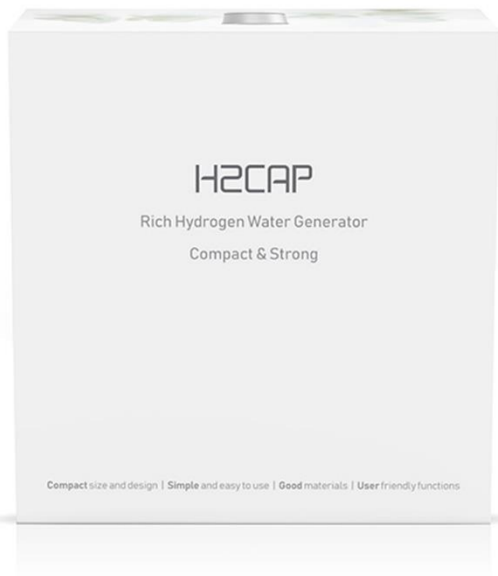 H2CAP
Rich Hydrogen Water Generator
Compact & Strong
Compact size and design | Simple and easy to use | Good materials | User friendly functions